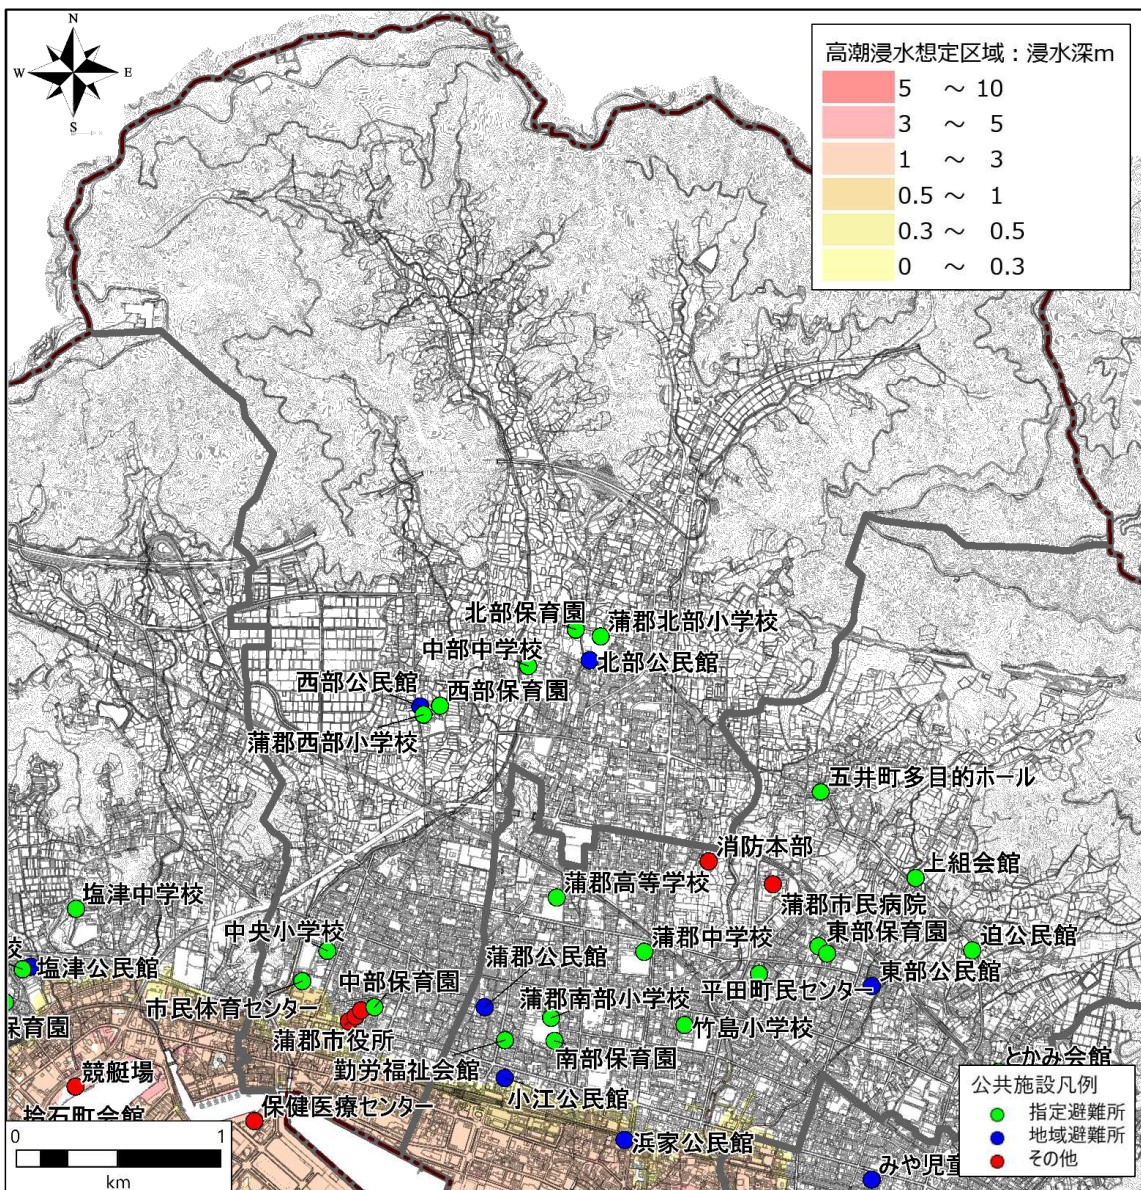 N
W
E
S
高潮浸水想定区域：浸水深m
5 ～ 10
3 ～ 5
1 ～ 3
0.5 ～ 1
0.3 ～ 0.5
0 ～ 0.3
北部保育園
蒲郡北部小学校
中部中学校
北部公民館
西部公民館
西部保育園
蒲郡西部小学校
五井町多目的ホール
消防本部
上組会館
塩津中学校
蒲郡高等学校
蒲郡市民病院
中央小学校
蒲郡公民館
蒲郡中学校
東部保育園
迫公民館
校
塩津公民館
市民体育センター
中部保育園
蒲郡南部小学校
平田町民センター
東部公民館
保育園
蒲郡市役所
竹島小学校
勤労福祉会館
南部保育園
とかみ会館
競艇場
小江公民館
拾石町会館
保健医療センター
浜家公民館
みや児童
公共施設凡例
指定避難所
地域避難所
その他
0 1
km